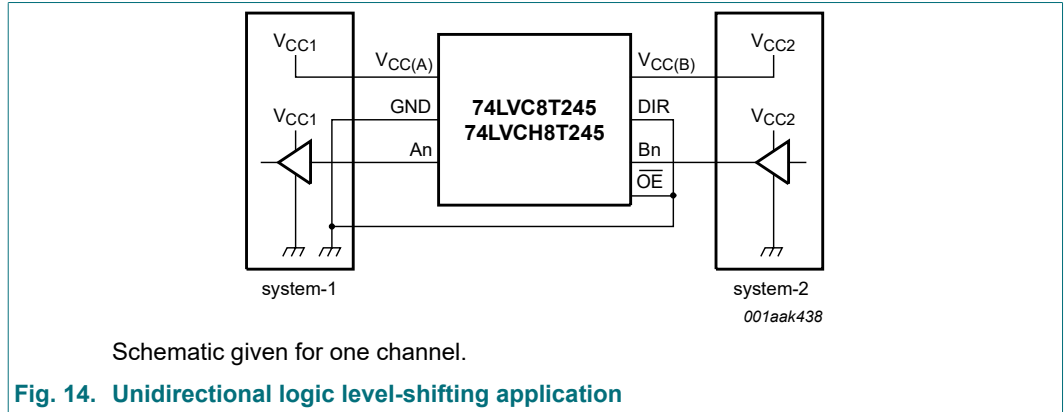 VCC1
VCC(A)
VCC(B)
VCC2
GND
74LVC8T245
DIR
VCC1
74LVCH8T245
VCC2
An
Bn
OE
system-1
system-2
001aak438
Schematic given for one channel.
Fig. 14. Unidirectional logic level-shifting application